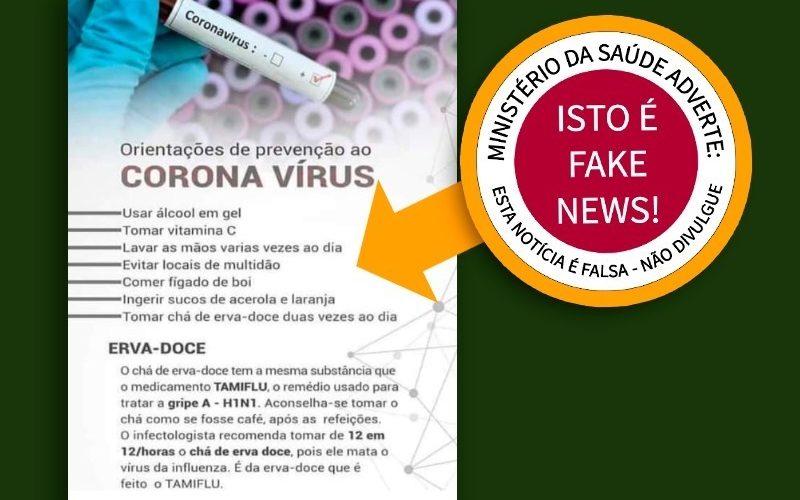 Coronavírus :
+
Orientações de prevenção ao
CORONA VÍRUS
Usar álcool em gel
Tomar vitamina C
Lavar as mãos varias vezes ao dia
Evitar locais de multidão
Comer fígado de boi
Ingerir sucos de acerola e laranja
Tomar chá de erva-doce duas vezes ao dia
ERVA-DOCE
O chá de erva-doce tem a mesma substância que
o medicamento TAMIFLU, o remédio usado para
tratar a gripe A - H1N1. Aconselha-se tomar o
chá como se fosse café, após as refeições.
O infectologista recomenda tomar de 12 em
12/horas o chá de erva doce, pois ele mata o
vírus da influenza. É da erva-doce que é
feito o TAMIFLU.
MINISTÉRIO DA SAÚDE ADVERTE:
ISTO É
FAKE
NEWS!
ESTA NOTÍCIA É FALSA - NÃO DIVULGUE